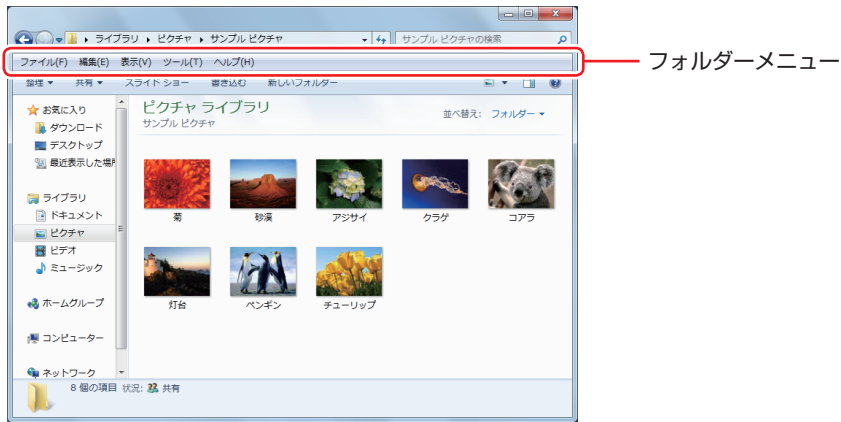 ライブラリ ピクチャ サンプル ピクチャ サンプル ピクチャの検索
ファイル(F) 編集(E) 表示(V) ツール(T) ヘルプ(H)
フォルダーメニュー
整理 共有 スライド ショー 書き込む 新しいフォルダー
お気に入り
ダウンロード
デスクトップ
最近表示した場所
ライブラリ
ドキュメント
ピクチャ
ビデオ
ミュージック
ホームグループ
コンピューター
ネットワーク
ピクチャ ライブラリ
サンプル ピクチャ
並べ替え: フォルダー
菊 砂漠 アジサイ クラゲ コアラ
灯台 ペンギン チューリップ
8 個の項目 状況: 共有